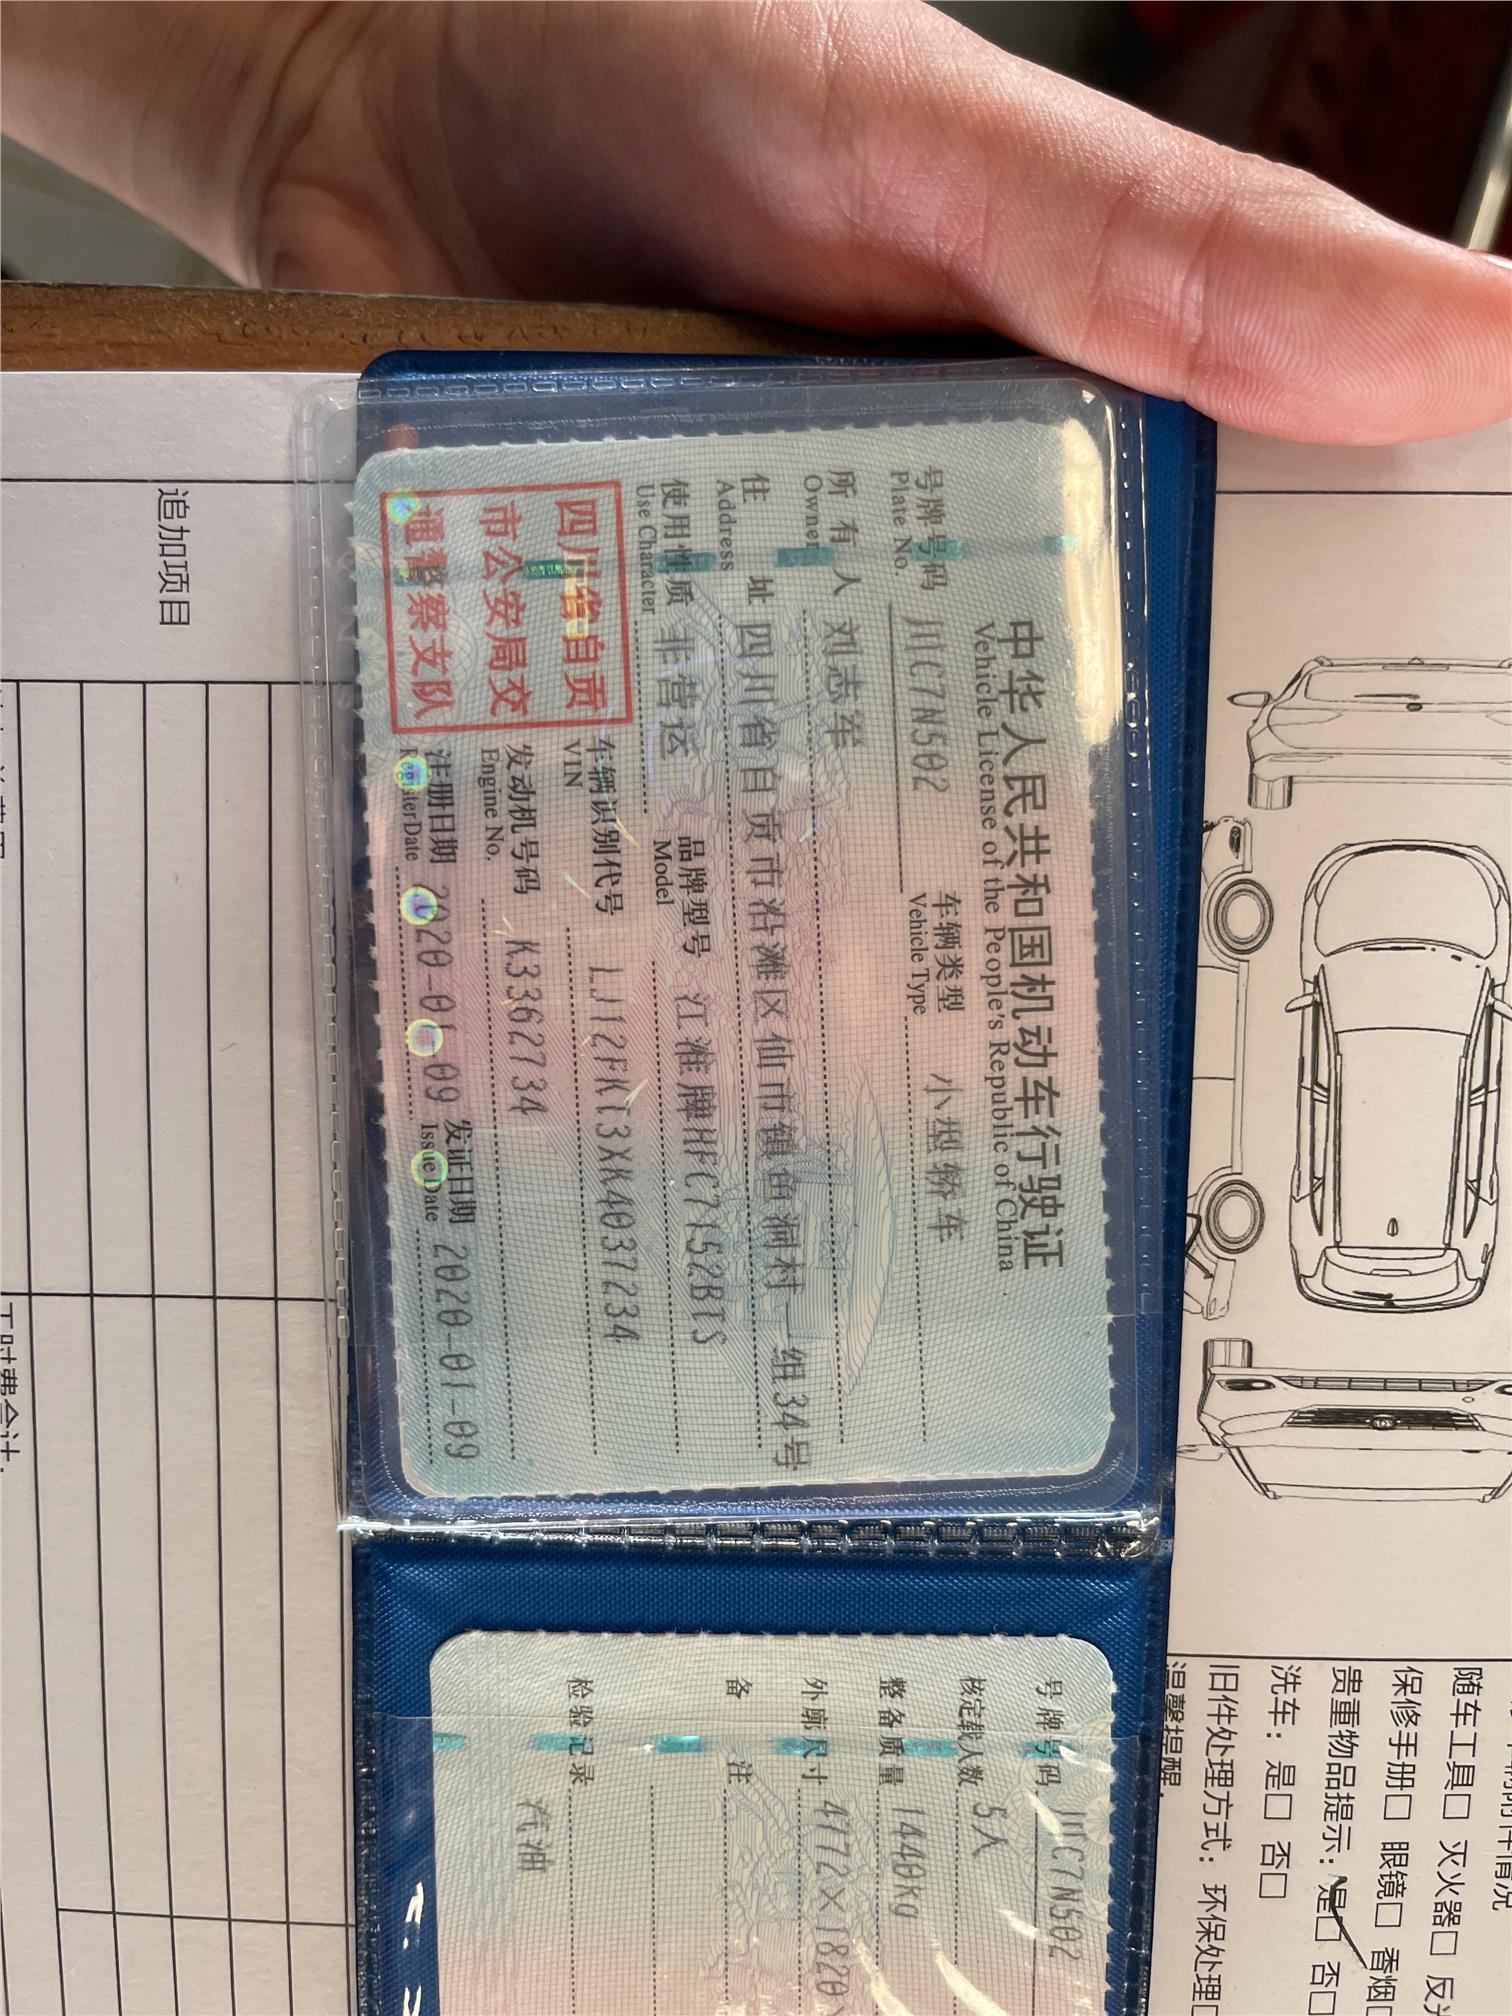 中华人民共和国机动车行驶证
Vehicle License of the People's Republic of China
号牌号码 川C7N502 车辆类型 小型轿车
Plate No. Vehicle Type
所有人 刘志军
Owner
住址 四川省自贡市沿滩区仙市镇鱼洞村一组34号
Address
使用性质 非营运 品牌型号 江淮牌HFC7152BTS
Use Character Model
四川省自贡
市公安局交
通警察支队
车辆识别代号 LJ12FKT3XK4037234
VIN
发动机号码 K3362734
Engine No.
注册日期 2020-01-09 发证日期 2020-01-09
Register Date Issue Date
号牌号码 川C7N502
核定载人数 5人
整备质量 1440kg
外廓尺寸 4772×1820×
备注
检验记录 汽油
追加项目
工时费合计:
随车工具□ 灭火器□
保修手册□ 眼镜□ 香烟□
贵重物品提示: 是□ 否□
洗车: 是□ 否□
旧件处理方式: 环保处理□
温馨提醒: